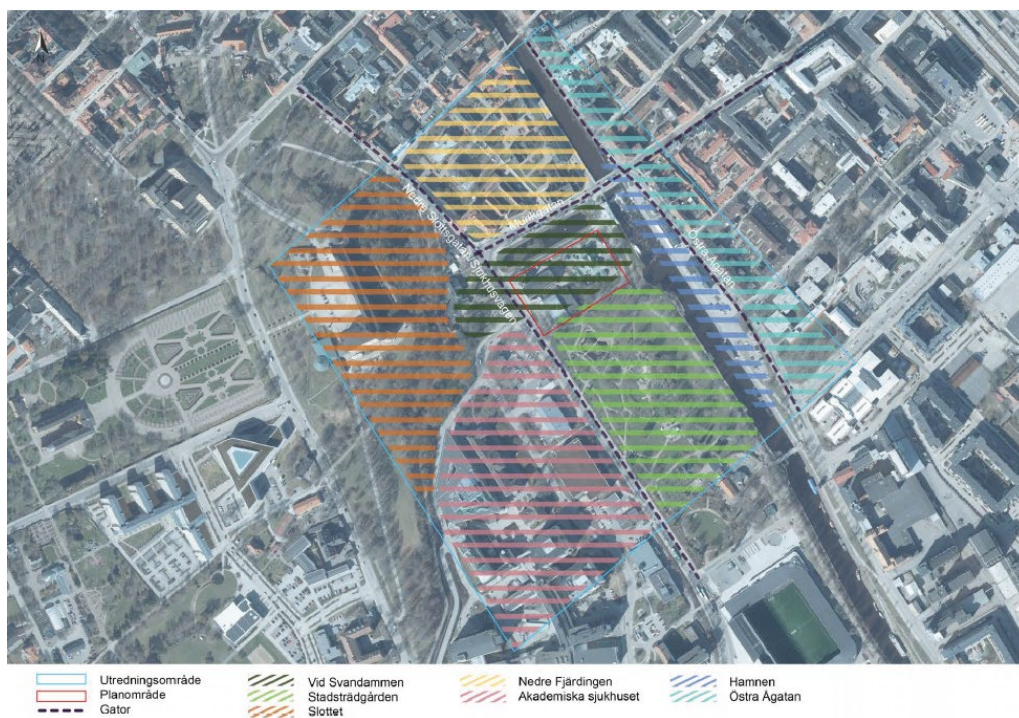 Nedre Slottsgatan
Sjukhusvägen
Munkgatan
Östra Ågatan
Utredningsområde
Planområde
Gator
Vid Svandammen
Stadsträdgården
Slottet
Nedre Fjärdingen
Akademiska sjukhuset
Hamnen
Östra Ågatan